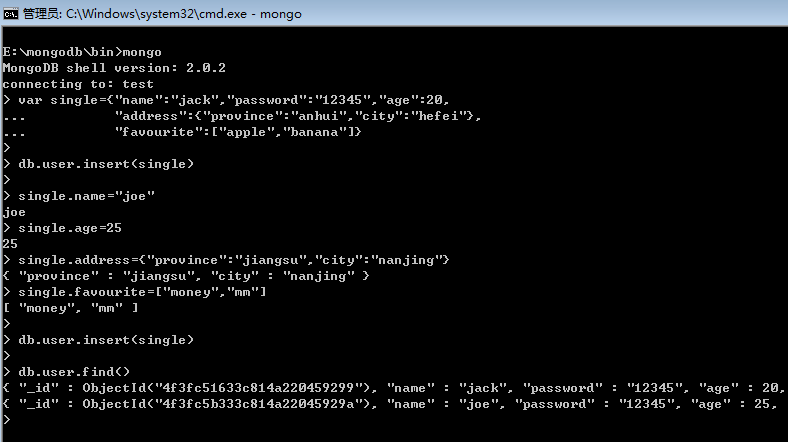 管理员: C:\Windows\system32\cmd.exe - mongo
E:\mongodb\bin>mongo
MongoDB shell version: 2.0.2
connecting to: test
> var single={"name":"jack","password":"12345","age":20,
...           "address":{"province":"anhui","city":"hefei"},
...           "favourite":["apple","banana"]}
>
> db.user.insert(single)
>
> single.name="joe"
joe
> single.age=25
25
> single.address={"province":"jiangsu","city":"nanjing"}
{ "province" : "jiangsu", "city" : "nanjing" }
> single.favourite=["money","mm"]
[ "money", "mm" ]
>
> db.user.insert(single)
>
> db.user.find()
{ "_id" : ObjectId("4f3fc51633c814a220459299"), "name" : "jack", "password" : "12345", "age" : 20,
{ "_id" : ObjectId("4f3fc5b333c814a22045929a"), "name" : "joe", "password" : "12345", "age" : 25,
>